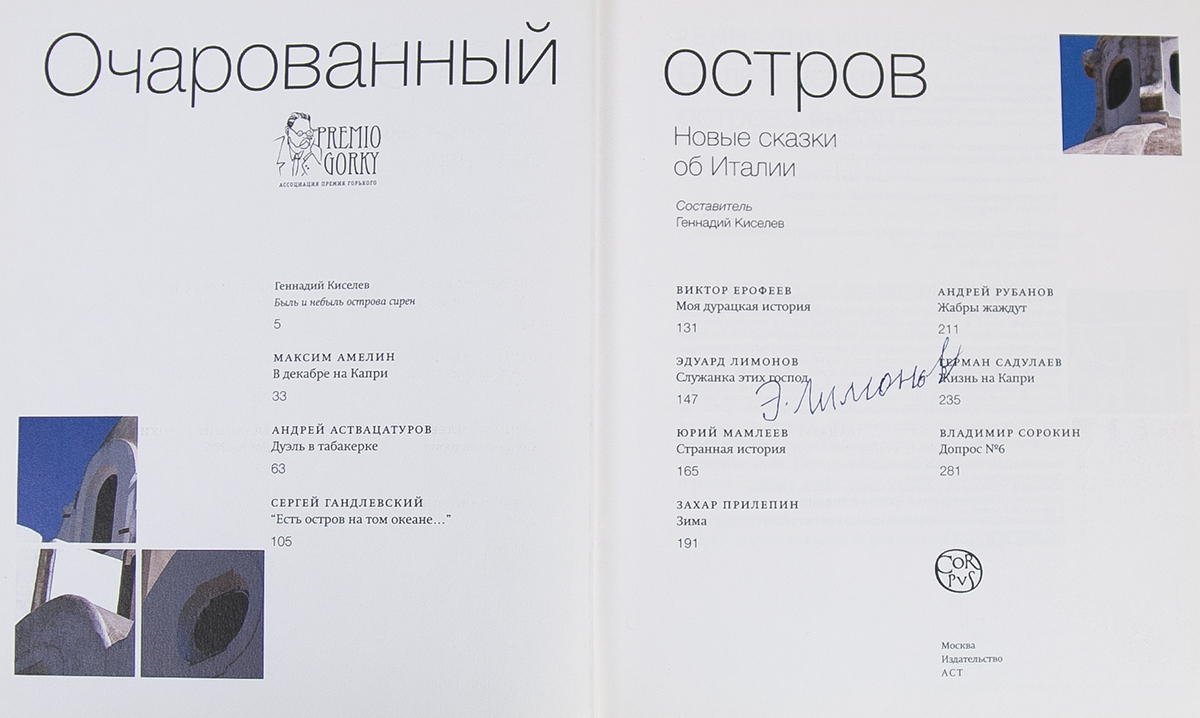 Очарованный остров
PREMIO
GORKY
АССОЦИАЦИЯ ПРЕМИЯ ГОРЬКОГО
Новые сказки
об Италии
Составитель
Геннадий Киселев
Геннадий Киселев
Быль и небыль острова сирен
5
МАКСИМ АМЕЛИН
В декабре на Капри
33
АНДРЕЙ АСТВАЦАТУРОВ
Дуэль в табакерке
63
СЕРГЕЙ ГАНДЛЕВСКИЙ
“Есть остров на том океане...”
105
ВИКТОР ЕРОФЕЕВ
Моя дурацкая история
131
ЭДУАРД ЛИМОНОВ
Служанка этих господ
147
Э. Лимонов
ЮРИЙ МАМЛЕЕВ
Странная история
165
ЗАХАР ПРИЛЕПИН
Зима
191
АНДРЕЙ РУБАНОВ
Жабры жаждут
211
ГЕРМАН САДУЛАЕВ
Жизнь на Капри
235
ВЛАДИМИР СОРОКИН
Допрос №6
281
CORPVS
Москва
Издательство
АСТ